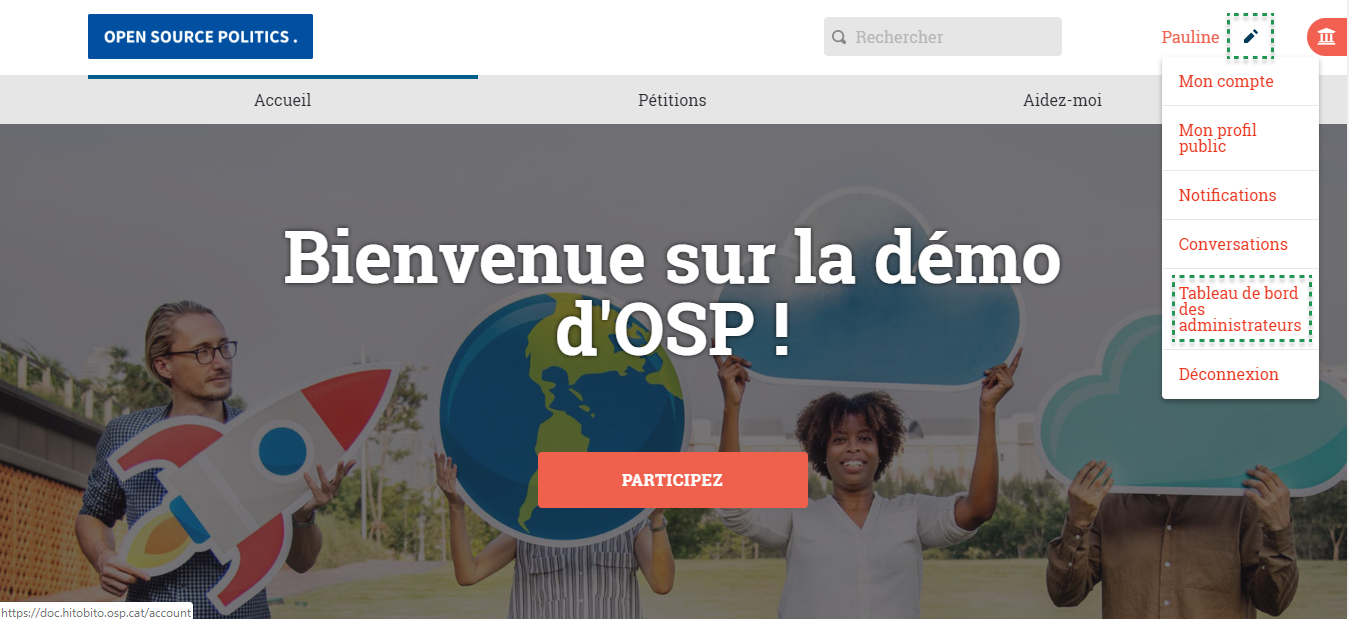 OPEN SOURCE POLITICS .
Rechercher
Pauline
Accueil
Pétitions
Aidez-moi
Mon compte
Mon profil
public
Notifications
Conversations
Tableau de bord
des
administrateurs
Déconnexion
Bienvenue sur la démo
d'OSP !
PARTICIPEZ
https://doc.hitobito.osp.cat/account